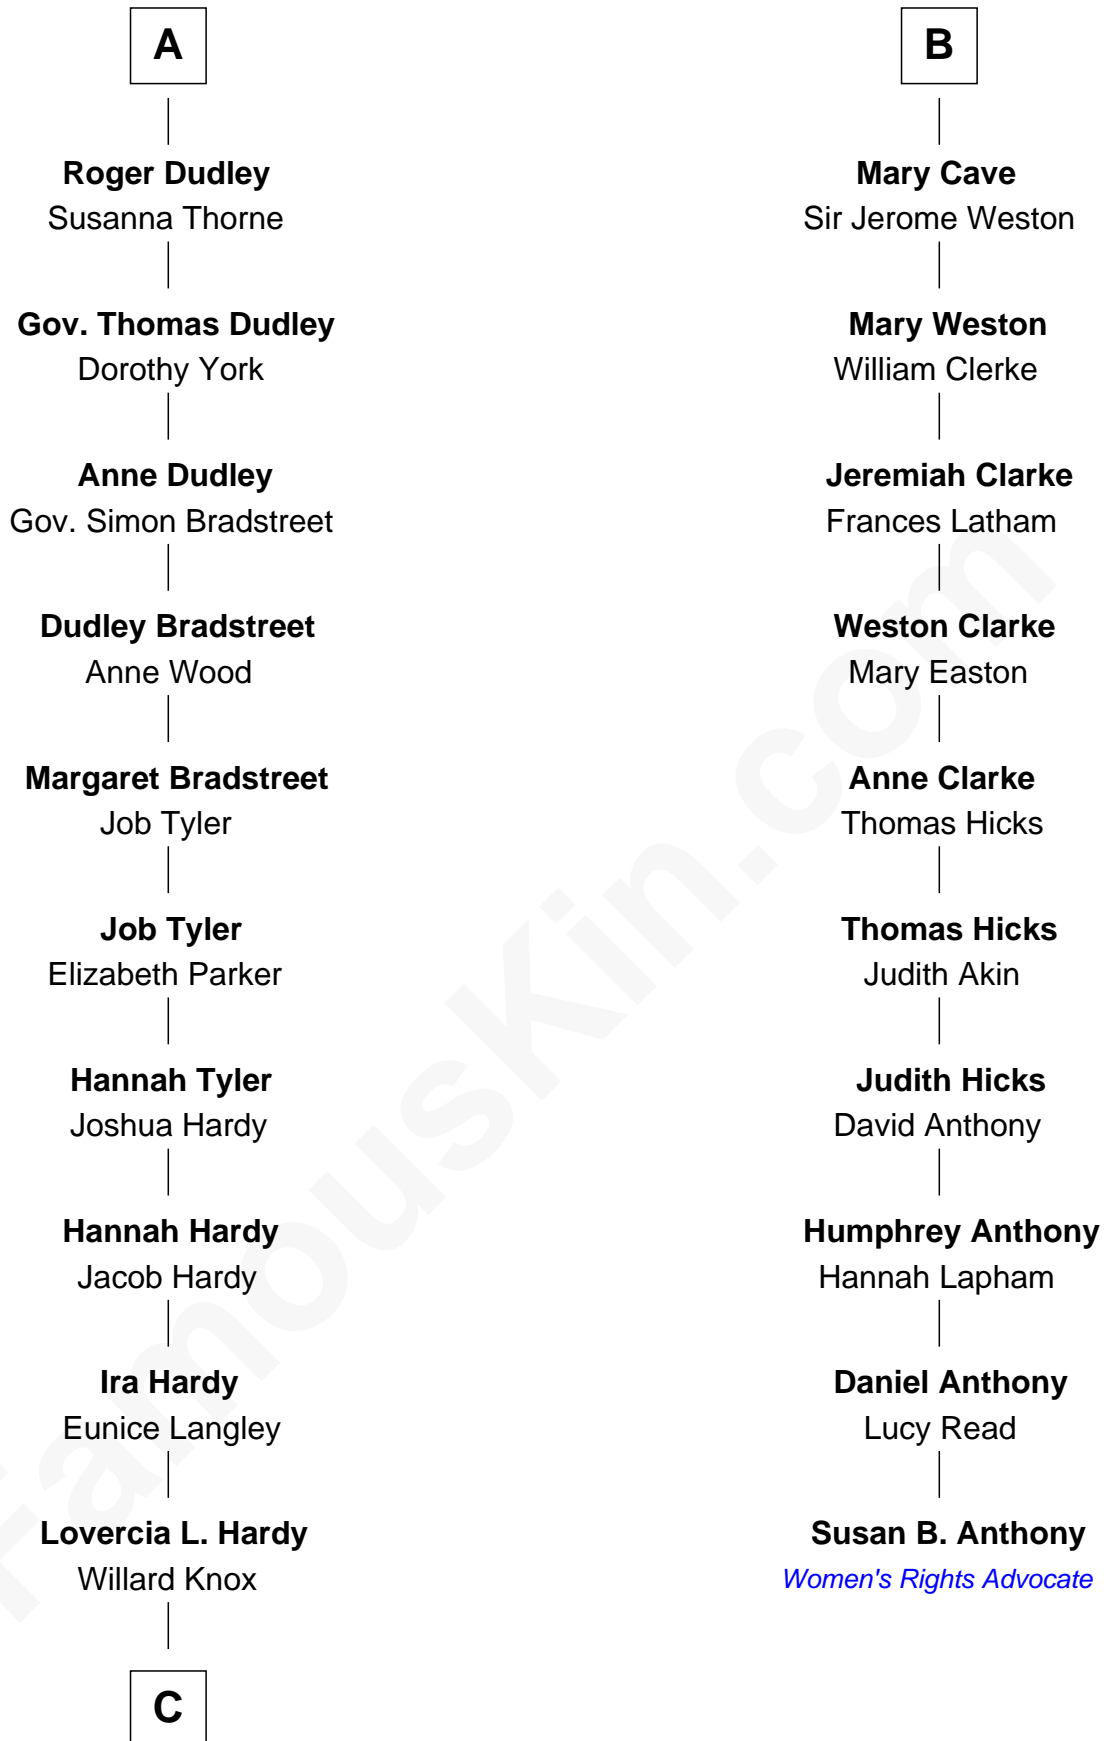 A
Roger Dudley
Susanna Thorne
Gov. Thomas Dudley
Dorothy York
Anne Dudley
Gov. Simon Bradstreet
Dudley Bradstreet
Anne Wood
Margaret Bradstreet
Job Tyler
Job Tyler
Elizabeth Parker
Hannah Tyler
Joshua Hardy
Hannah Hardy
Jacob Hardy
Ira Hardy
Eunice Langley
Lovercia L. Hardy
Willard Knox
C
B
Mary Cave
Sir Jerome Weston
Mary Weston
William Clerke
Jeremiah Clarke
Frances Latham
Weston Clarke
Mary Easton
Anne Clarke
Thomas Hicks
Thomas Hicks
Judith Akin
Judith Hicks
David Anthony
Humphrey Anthony
Hannah Lapham
Daniel Anthony
Lucy Read
Susan B. Anthony
Women's Rights Advocate
FamousKin.com